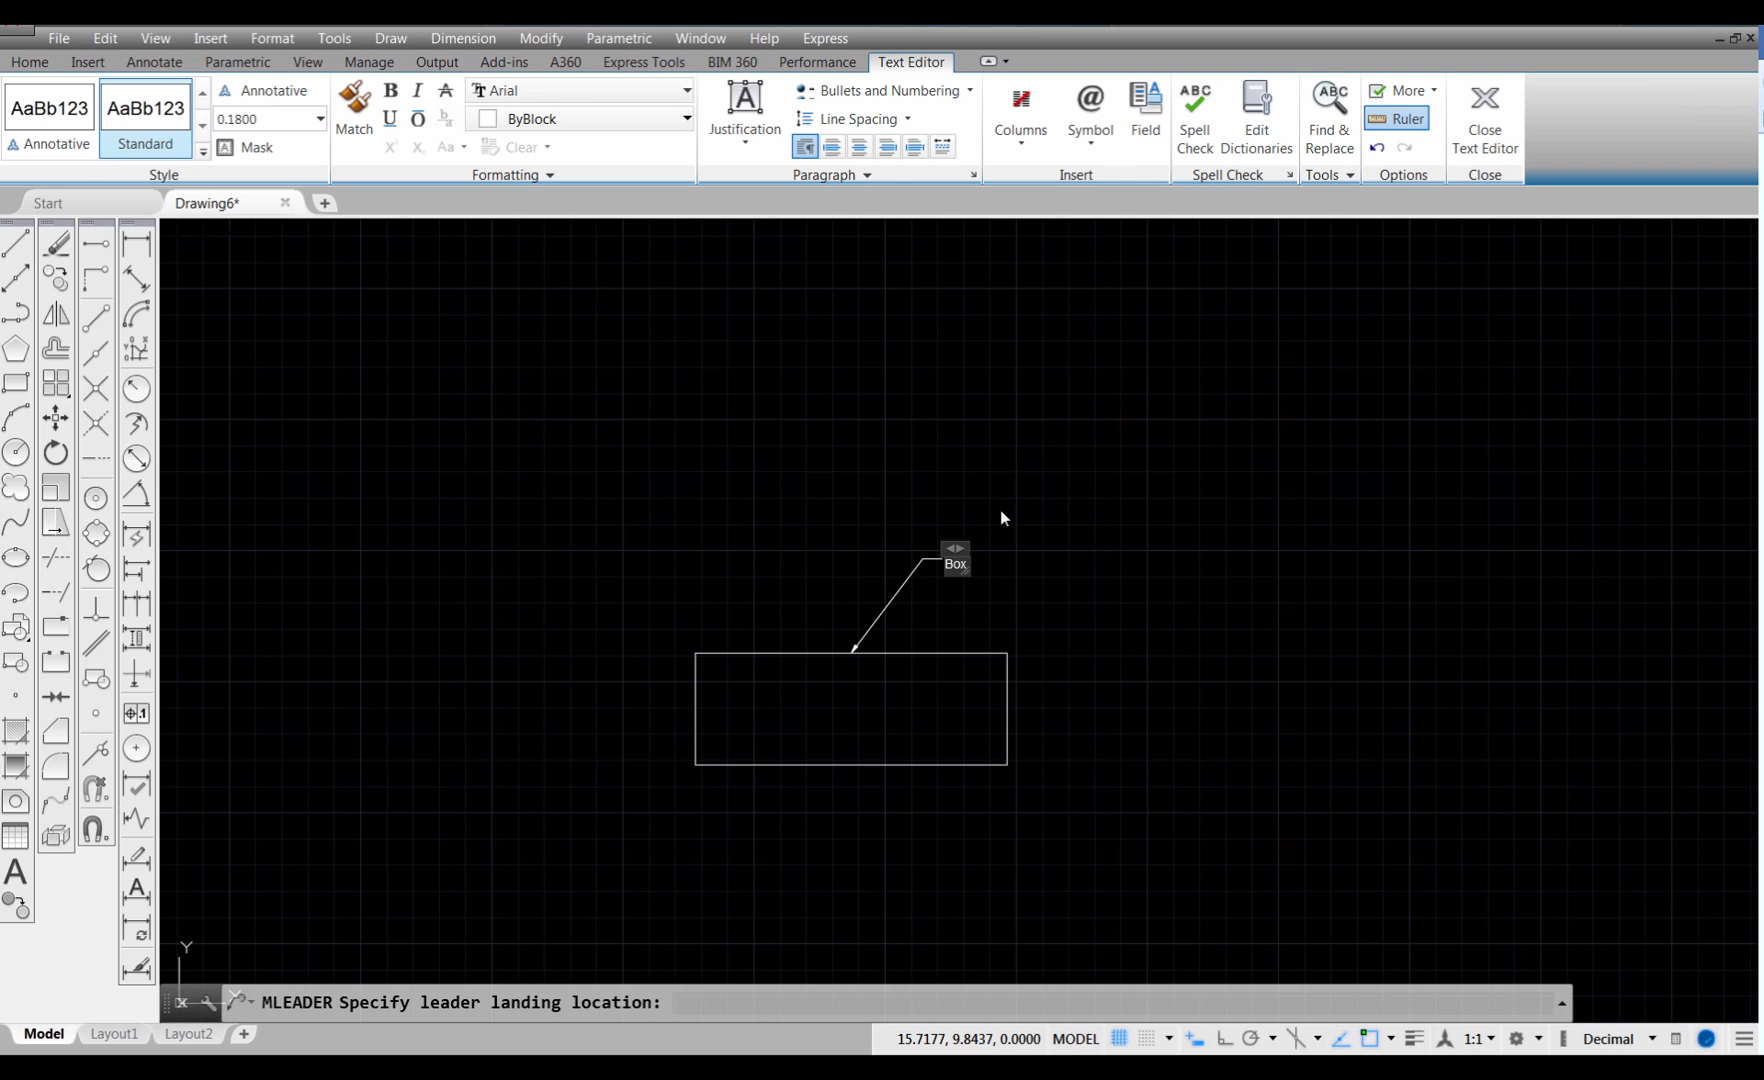 File Edit View Insert Format Tools Draw Dimension Modify Parametric Window Help Express
Home Insert Annotate Parametric View Manage Output Add-ins A360 Express Tools BIM 360 Performance Text Editor
AaBb123 AaBb123 Annotative Arial Bullets and Numbering ABC ABC More
0.1800 ByBlock Line Spacing Ruler
Annotative Standard Mask Match Clear Justification Columns Symbol Field Spell Check Edit Dictionaries Find & Replace Close Text Editor
Style Formatting Paragraph Insert Spell Check Tools Options Close
Start Drawing6*
Box
Y
X
MLEADER Specify leader landing location:
Model Layout1 Layout2 15.7177, 9.8437, 0.0000 MODEL 1:1 Decimal